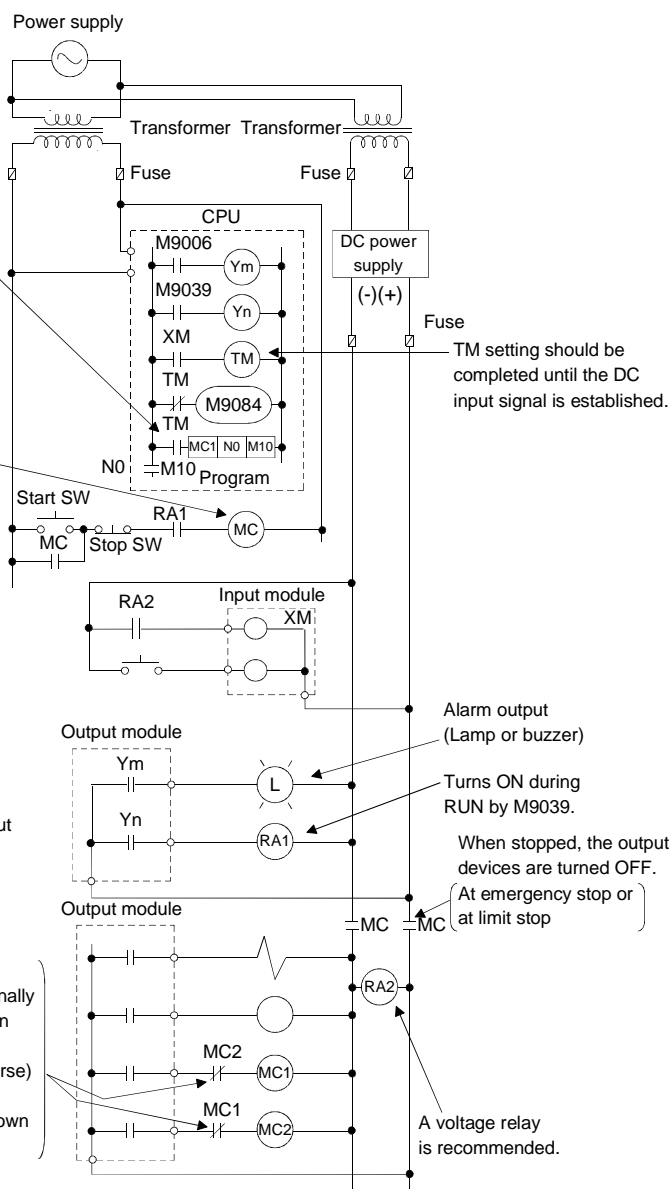 Power supply
Transformer Transformer
Fuse
Fuse
CPU
M9006
Ym
DC power
supply
M9039
Yn
(-)(+)
Fuse
XM
TM
TM setting should be
completed until the DC
input signal is established.
TM
M9084
TM
MC1 N0 M10
N0 M10 Program
Start SW
RA1
MC
MC Stop SW
Input module
RA2
XM
Output module
Alarm output
(Lamp or buzzer)
Ym
L
Turns ON during
RUN by M9039.
Yn
RA1
When stopped, the output
devices are turned OFF.
At emergency stop or
at limit stop
Output module
MC MC
RA2
MC2
MC1
MC1
MC2
A voltage relay
is recommended.